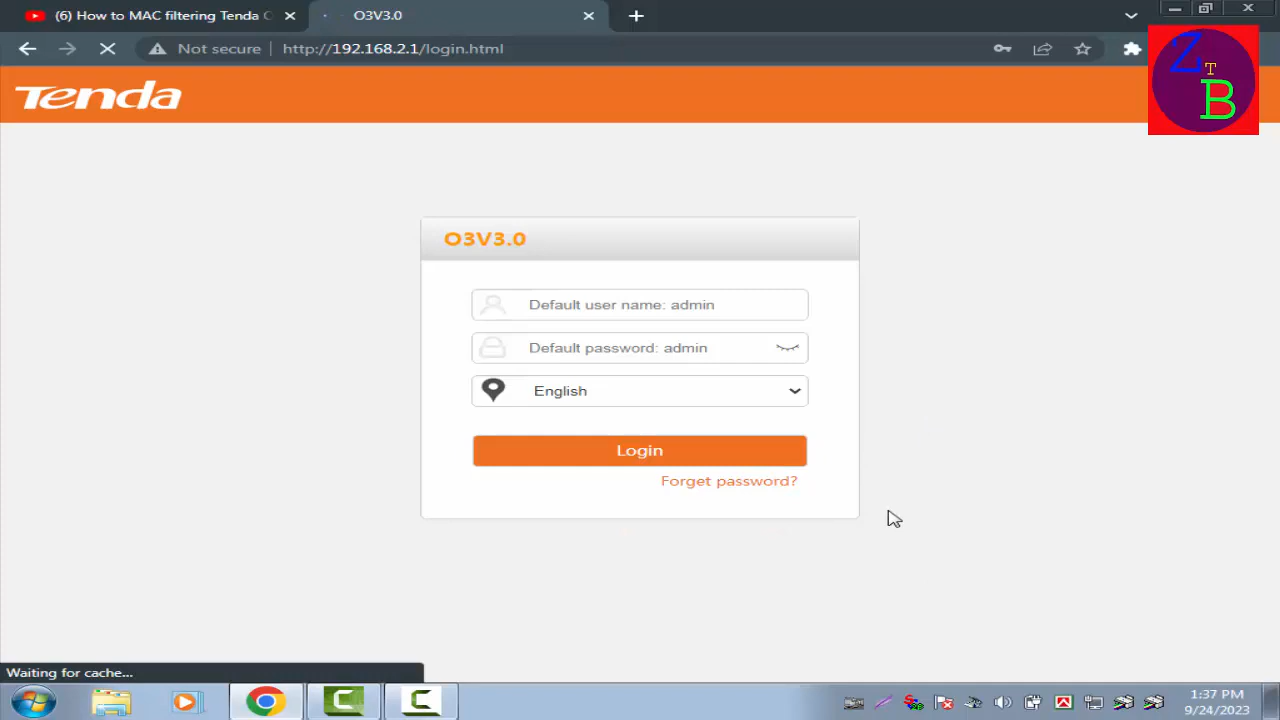 (6) How to MAC filtering Tenda O
O3V3.0
Not secure
http://192.168.2.1/login.html
Tenda
Z
T
B
O3V3.0
Default user name: admin
Default password: admin
English
Login
Forget password?
Waiting for cache...
1:37 PM
9/24/2023